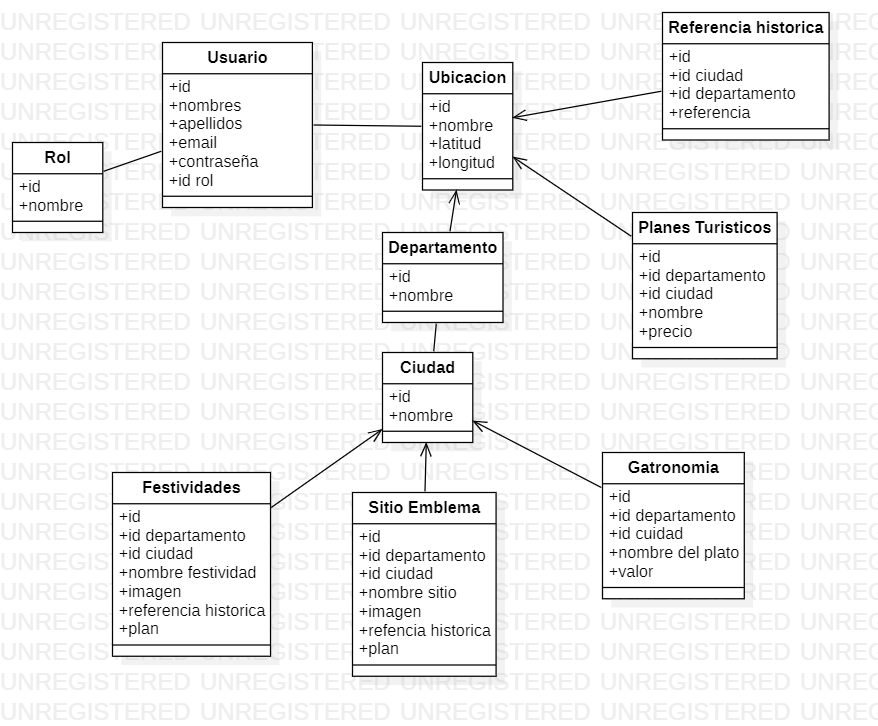 Referencia historica
+id
+id ciudad
+id departamento
+referencia
Usuario
+id
+nombres
+apellidos
+email
+contraseña
+id rol
Ubicacion
+id
+nombre
+latitud
+longitud
Rol
+id
+nombre
Departamento
+id
+nombre
Planes Turisticos
+id
+id departamento
+id ciudad
+nombre
+precio
Ciudad
+id
+nombre
Festividades
+id
+id departamento
+id ciudad
+nombre festividad
+imagen
+referencia historica
+plan
Sitio Emblema
+id
+id departamento
+id ciudad
+nombre sitio
+imagen
+refencia historica
+plan
Gatronomia
+id
+id departamento
+id cuidad
+nombre del plato
+valor
UNREGISTERED